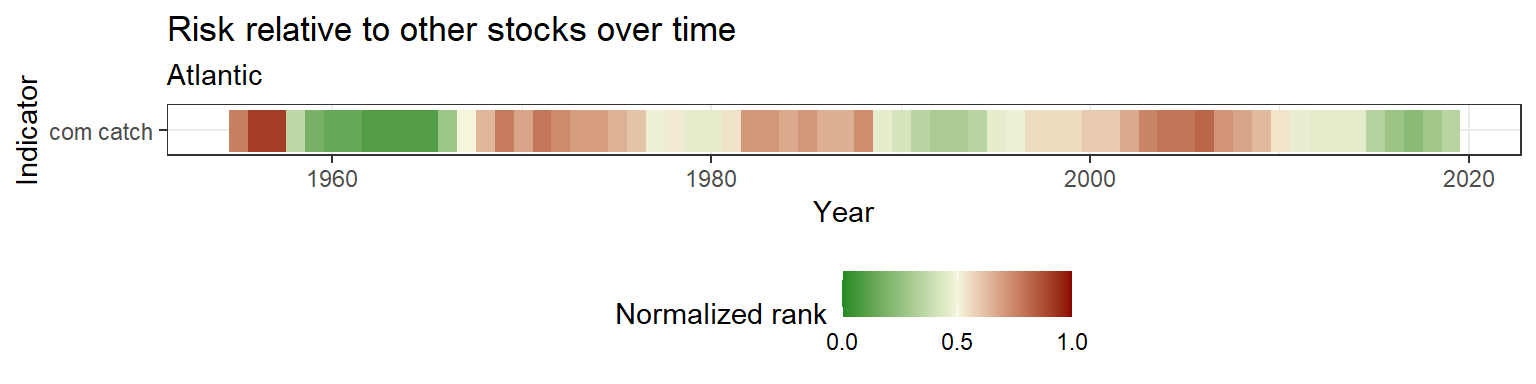 Risk relative to other stocks over time
Atlantic
Indicator
com catch
1960 1980 2000 2020
Year
Normalized rank
0.0 0.5 1.0